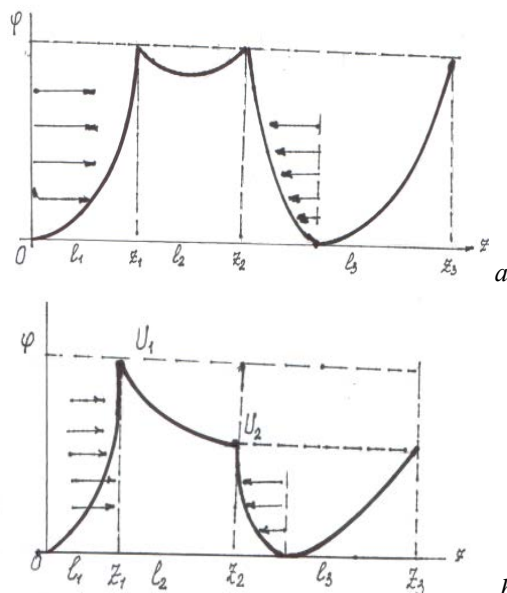 φ
0 l₁ z₁ l₂ z₂ l₃ z₃ z
a
φ U₁
U₂
0 l₁ z₁ l₂ z₂ l₃ z₃ z
b